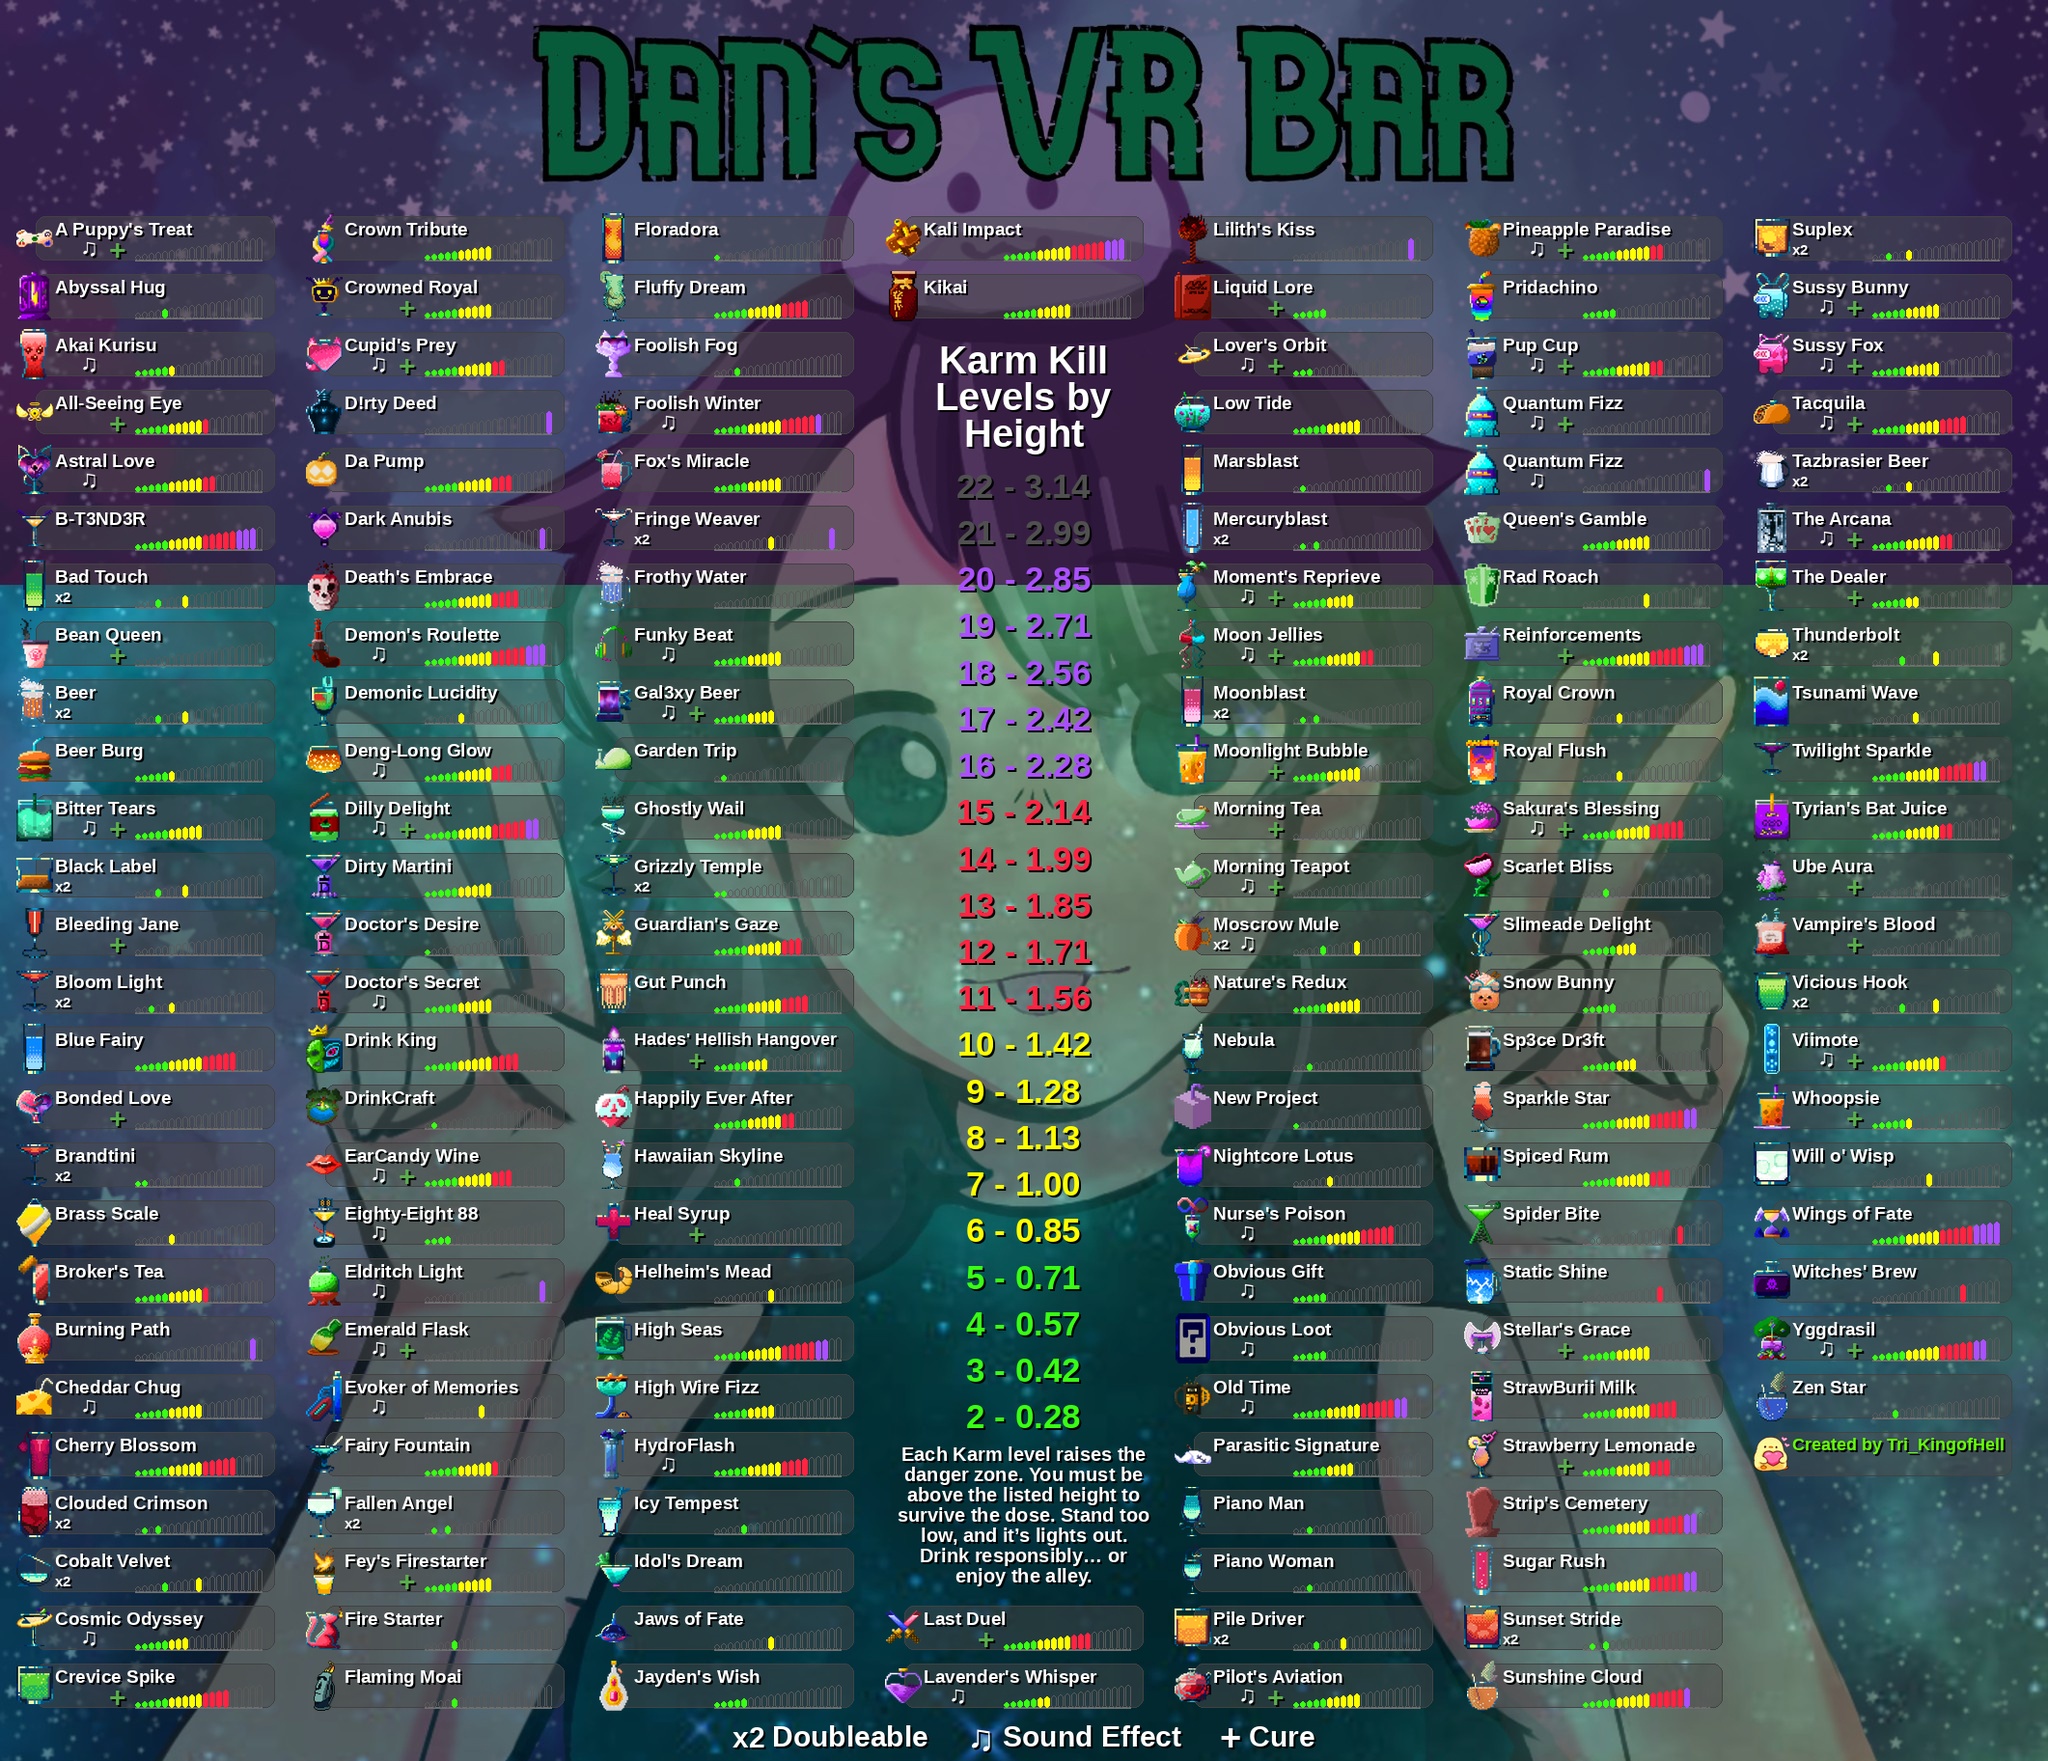 DAN'S VR BAR
A Puppy's Treat
♫ +
Abyssal Hug
Akai Kurisu
♫
All-Seeing Eye
+
Astral Love
♫
B-T3ND3R
Bad Touch
x2
Bean Queen
+
Beer
x2
Beer Burg
Bitter Tears
♫ +
Black Label
x2
Bleeding Jane
+
Bloom Light
x2
Blue Fairy
Bonded Love
+
Brandtini
x2
Brass Scale
Broker's Tea
Burning Path
Cheddar Chug
♫
Cherry Blossom
Clouded Crimson
x2
Cobalt Velvet
x2
Cosmic Odyssey
♫
Crevice Spike
+
Crown Tribute
Crowned Royal
+
Cupid's Prey
♫ +
D!rty Deed
Da Pump
Dark Anubis
Death's Embrace
Demon's Roulette
♫
Demonic Lucidity
Deng-Long Glow
♫
Dilly Delight
♫ +
Dirty Martini
Doctor's Desire
Doctor's Secret
♫
Drink King
DrinkCraft
EarCandy Wine
♫ +
Eighty-Eight 88
♫
Eldritch Light
♫
Emerald Flask
♫ +
Evoker of Memories
♫
Fairy Fountain
Fallen Angel
x2
Fey's Firestarter
+
Fire Starter
Flaming Moai
Floradora
Fluffy Dream
Foolish Fog
Foolish Winter
♫
Fox's Miracle
Fringe Weaver
x2
Frothy Water
Funky Beat
♫
Gal3xy Beer
♫ +
Garden Trip
Ghostly Wail
Grizzly Temple
x2
Guardian's Gaze
Gut Punch
Hades' Hellish Hangover
+
Happily Ever After
Hawaiian Skyline
Heal Syrup
+
Helheim's Mead
High Seas
High Wire Fizz
HydroFlash
♫
Icy Tempest
Idol's Dream
Jaws of Fate
Jayden's Wish
Kali Impact
Kikai
Karm Kill
Levels by
Height
22 - 3.14
21 - 2.99
20 - 2.85
19 - 2.71
18 - 2.56
17 - 2.42
16 - 2.28
15 - 2.14
14 - 1.99
13 - 1.85
12 - 1.71
11 - 1.56
10 - 1.42
9 - 1.28
8 - 1.13
7 - 1.00
6 - 0.85
5 - 0.71
4 - 0.57
3 - 0.42
2 - 0.28
Each Karm level raises the
danger zone. You must be
above the listed height to
survive the dose. Stand too
low, and it's lights out.
Drink responsibly... or
enjoy the alley.
Last Duel
+
Lavender's Whisper
♫
Lilith's Kiss
Liquid Lore
+
Lover's Orbit
♫ +
Low Tide
Marsblast
Mercuryblast
x2
Moment's Reprieve
♫ +
Moon Jellies
♫ +
Moonblast
x2
Moonlight Bubble
+
Morning Tea
+
Morning Teapot
♫ +
Moscrow Mule
x2 ♫
Nature's Redux
Nebula
New Project
Nightcore Lotus
Nurse's Poison
♫
Obvious Gift
♫
Obvious Loot
♫
Old Time
♫
Parasitic Signature
Piano Man
Piano Woman
Pile Driver
x2
Pilot's Aviation
♫ +
Pineapple Paradise
♫ +
Pridachino
Pup Cup
♫ +
Quantum Fizz
♫ +
Quantum Fizz
♫
Queen's Gamble
Rad Roach
Reinforcements
+
Royal Crown
Royal Flush
Sakura's Blessing
♫ +
Scarlet Bliss
Slimeade Delight
Snow Bunny
Sp3ce Dr3ft
Sparkle Star
Spiced Rum
Spider Bite
Static Shine
Stellar's Grace
+
StrawBurii Milk
Strawberry Lemonade
+
Strip's Cemetery
Sugar Rush
Sunset Stride
x2
Sunshine Cloud
Suplex
x2
Sussy Bunny
♫ +
Sussy Fox
♫ +
Tacquila
♫ +
Tazbrasier Beer
x2
The Arcana
♫ +
The Dealer
+
Thunderbolt
x2
Tsunami Wave
Twilight Sparkle
Tyrian's Bat Juice
Ube Aura
+
Vampire's Blood
+
Vicious Hook
x2
Viimote
♫ +
Whoopsie
+
Will o' Wisp
Wings of Fate
Witches' Brew
Yggdrasil
♫ +
Zen Star
Created by Tri_KingofHell
x2 Doubleable ♫ Sound Effect + Cure